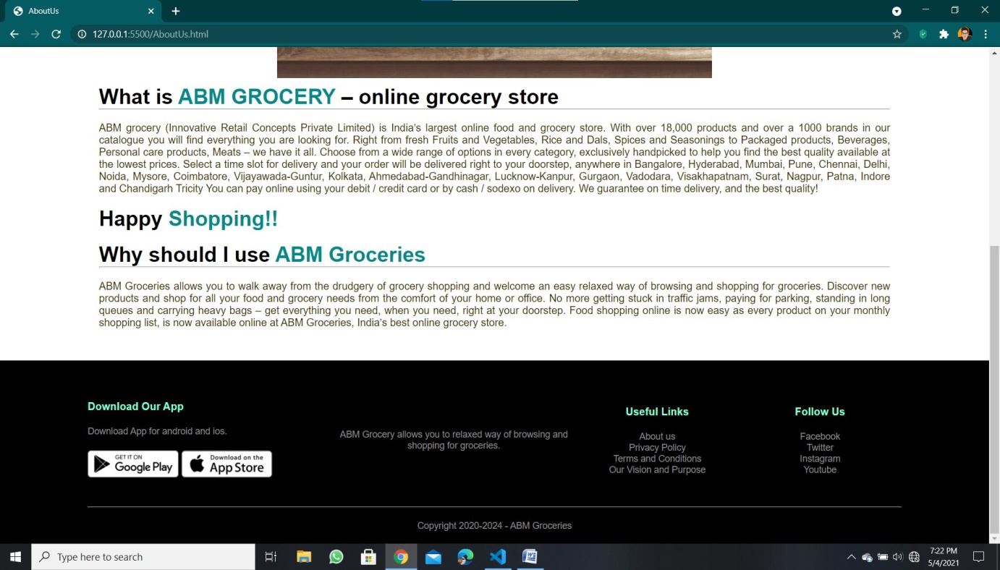 AboutUs
127.0.0.1:5500/AboutUs.html
What is ABM GROCERY – online grocery store
ABM grocery (Innovative Retail Concepts Private Limited) is India’s largest online food and grocery store. With over 18,000 products and over a 1000 brands in our
catalogue you will find everything you are looking for. Right from fresh Fruits and Vegetables, Rice and Dals, Spices and Seasonings to Packaged products, Beverages,
Personal care products, Meats – we have it all. Choose from a wide range of options in every category, exclusively handpicked to help you find the best quality available at
the lowest prices. Select a time slot for delivery and your order will be delivered right to your doorstep, anywhere in Bangalore, Hyderabad, Mumbai, Pune, Chennai, Delhi,
Noida, Mysore, Coimbatore, Vijayawada-Guntur, Kolkata, Ahmedabad-Gandhinagar, Lucknow-Kanpur, Gurgaon, Vadodara, Visakhapatnam, Surat, Nagpur, Patna, Indore
and Chandigarh Tricity You can pay online using your debit / credit card or by cash / sodexo on delivery. We guarantee on time delivery, and the best quality!
Happy Shopping!!
Why should I use ABM Groceries
ABM Groceries allows you to walk away from the drudgery of grocery shopping and welcome an easy relaxed way of browsing and shopping for groceries. Discover new
products and shop for all your food and grocery needs from the comfort of your home or office. No more getting stuck in traffic jams, paying for parking, standing in long
queues and carrying heavy bags – get everything you need, when you need, right at your doorstep. Food shopping online is now easy as every product on your monthly
shopping list, is now available online at ABM Groceries, India’s best online grocery store.
Download Our App
Download App for android and ios.
GET IT ON
Google Play
Download on the
App Store
ABM Grocery allows you to relaxed way of browsing and
shopping for groceries.
Useful Links
About us
Privacy Policy
Terms and Conditions
Our Vision and Purpose
Follow Us
Facebook
Twitter
Instagram
Youtube
Copyright 2020-2024 - ABM Groceries
Type here to search
7:22 PM
5/4/2021